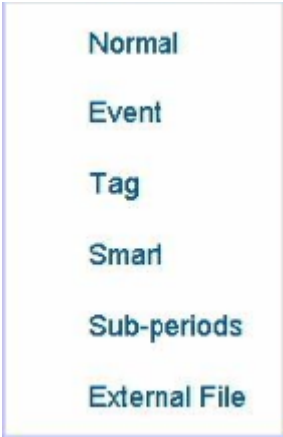 Normal
Event
Tag
Smart
Sub-periods
External File